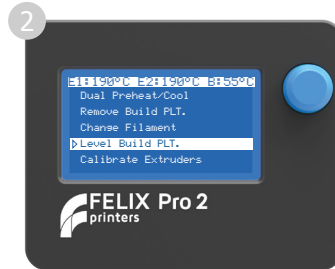 2
E1:190°C E2:190°C B:55°C
Dual Preheat/Cool
Remove Build PLT.
Change Filament
Level Build PLT.
Calibrate Extruders
FELIX Pro 2
printers